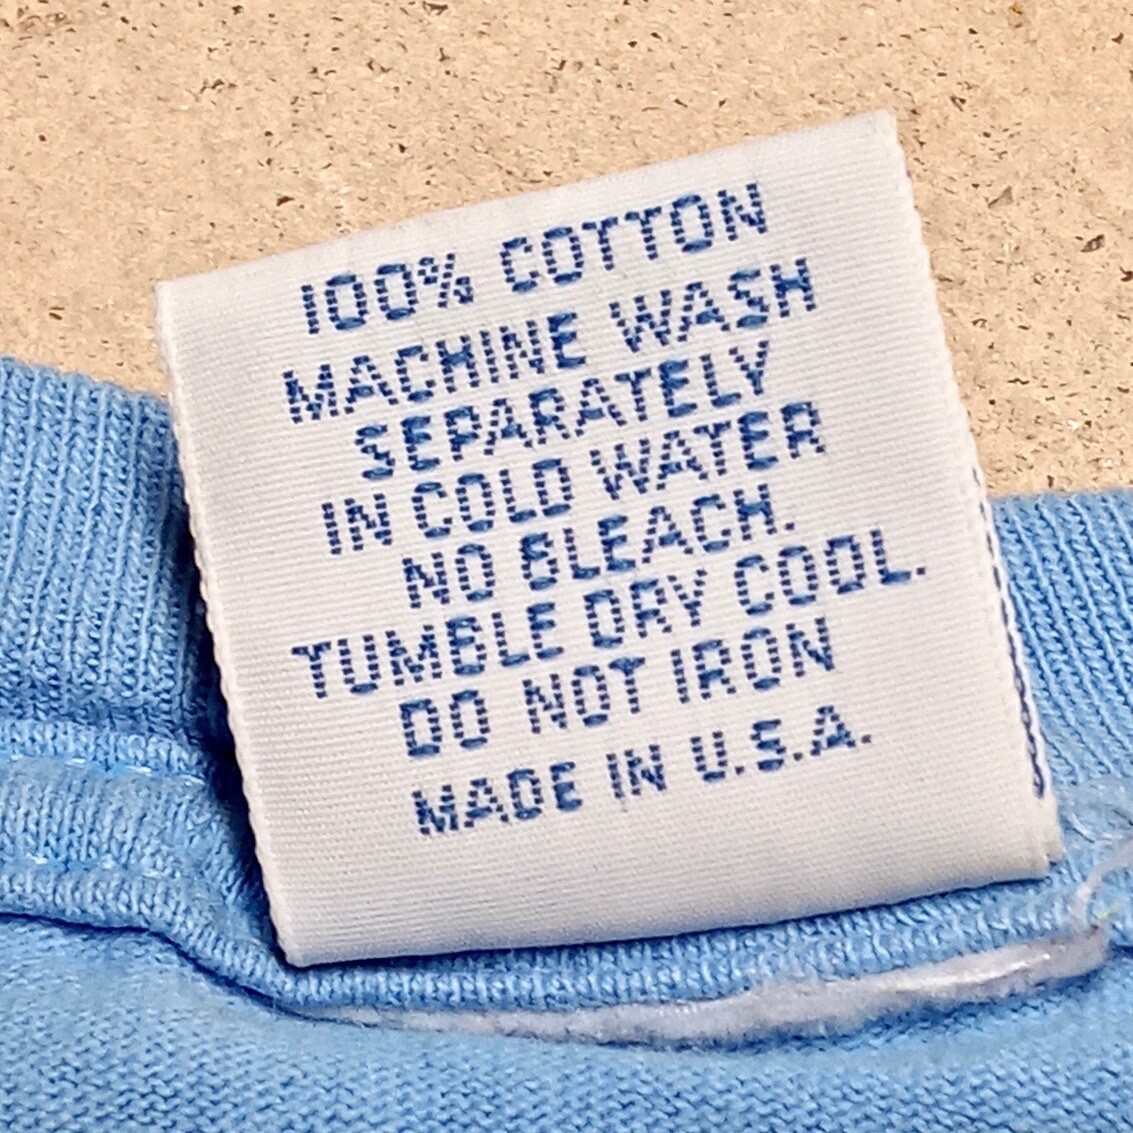 100% COTTON
MACHINE WASH
SEPARATELY
IN COLD WATER
NO BLEACH.
TUMBLE DRY COOL.
DO NOT IRON
MADE IN U.S.A.